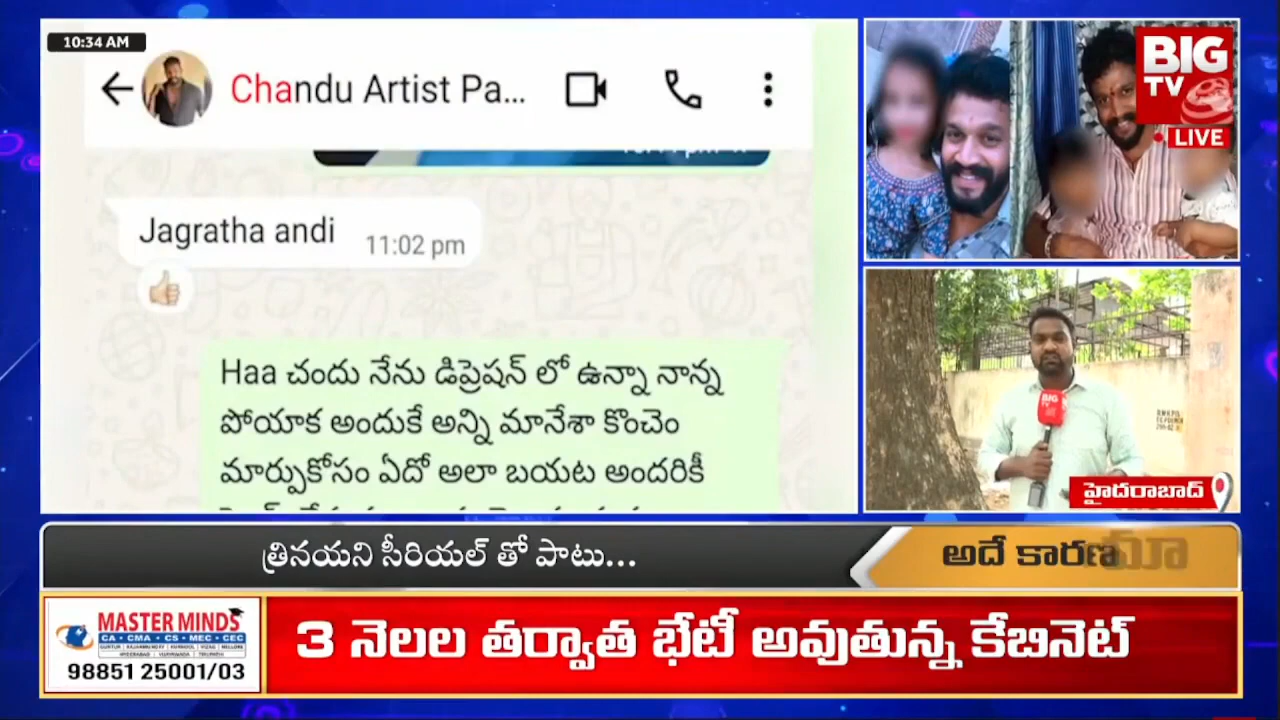 10:34 AM
Chandu Artist Pa...
Jagratha andi
11:02 pm
Haa చందు నేను డిప్రెషన్ లో ఉన్నా నాన్న
పోయాక అందుకే అన్ని మానేశా కొంచెం
మార్పుకోసం ఏదో అలా బయట అందరికీ
BIG
TV
LIVE
BIG
TV
హైదరాబాద్
త్రినయని సీరియల్ తో పాటు...
అదే కారణ
MASTER MINDS
CA • CMA • CS • MEC • CEC
98851 25001/03
3 నెలల తర్వాత భేటీ అవుతున్న కేబినెట్